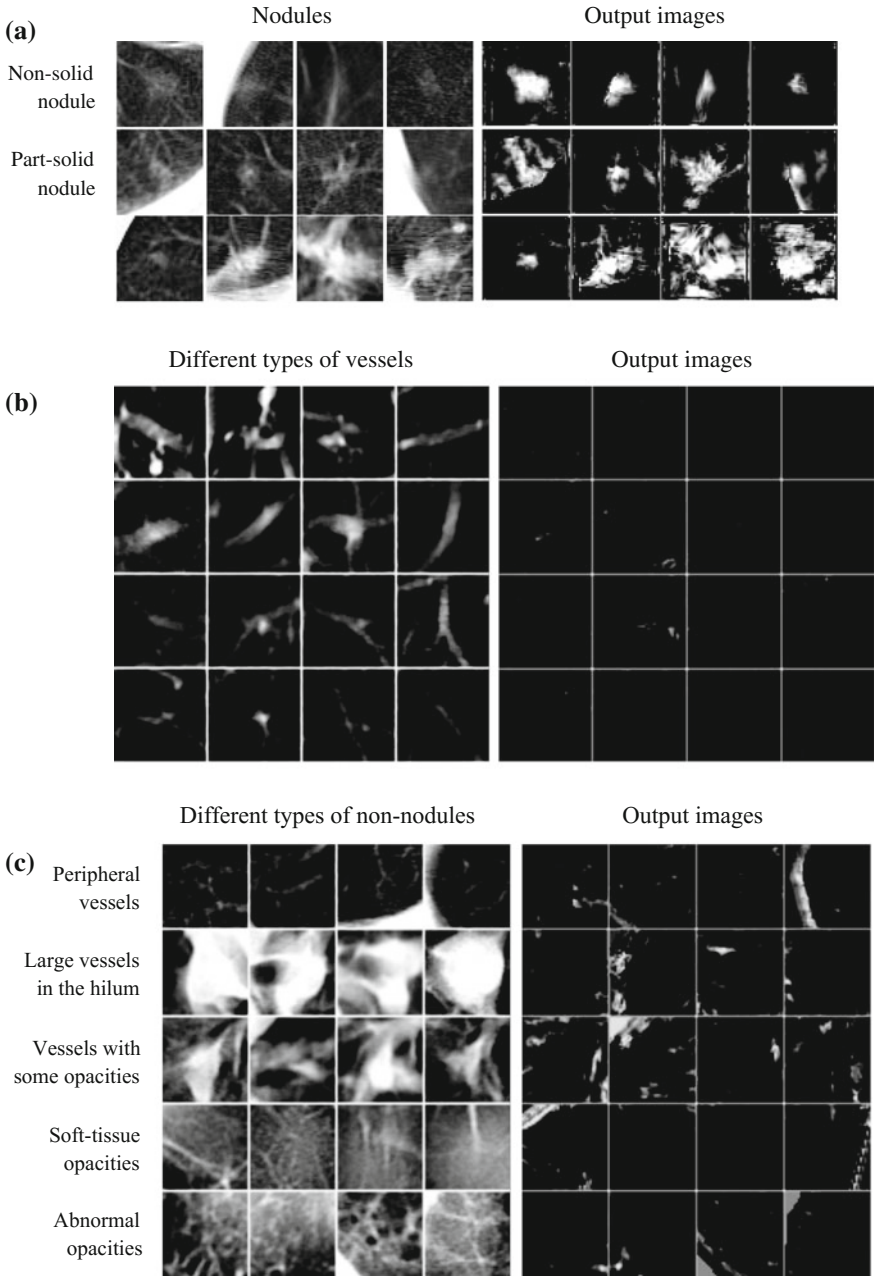 (a)
Nodules
Output images
Non-solid
nodule
Part-solid
nodule
(b)
Different types of vessels
Output images
(c)
Different types of non-nodules
Output images
Peripheral
vessels
Large vessels
in the hilum
Vessels with
some opacities
Soft-tissue
opacities
Abnormal
opacities